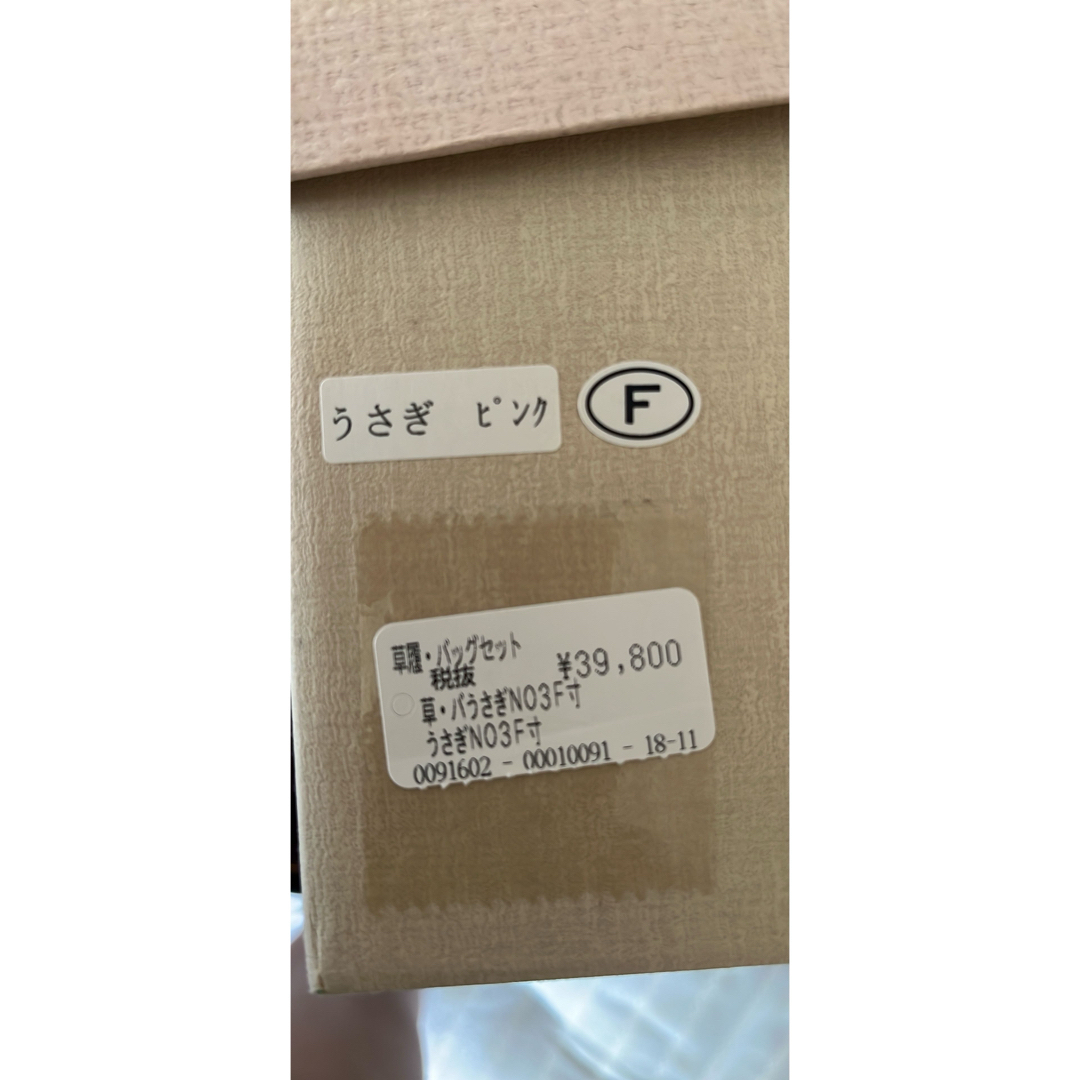 うさぎ ピンク
F
草履・バッグセット
税抜 ¥39,800
草・バうさぎNO3F寸
うさぎNO3F寸
0091602 - 00010091 - 18-11